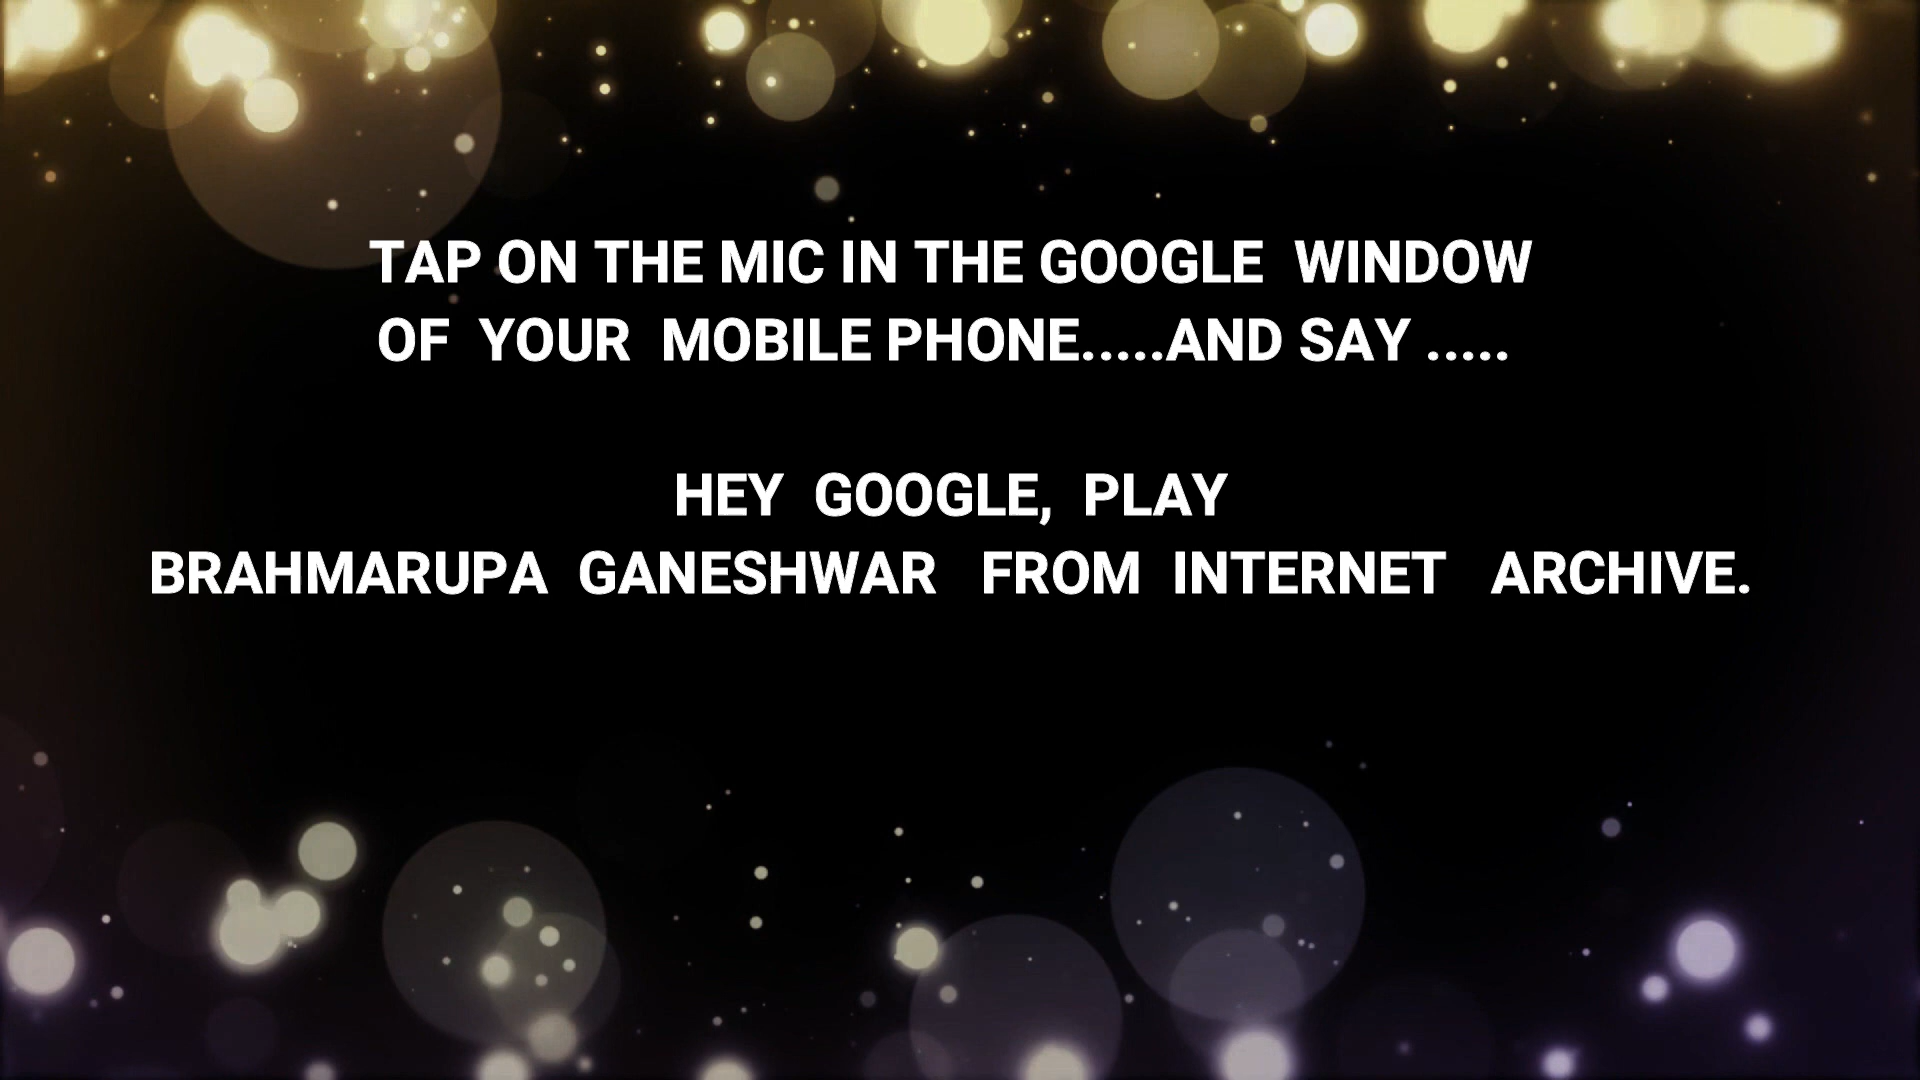 TAP ON THE MIC IN THE GOOGLE WINDOW
OF YOUR MOBILE PHONE.....AND SAY .....
HEY GOOGLE, PLAY
BRAHMARUPA GANESHWAR FROM INTERNET ARCHIVE.